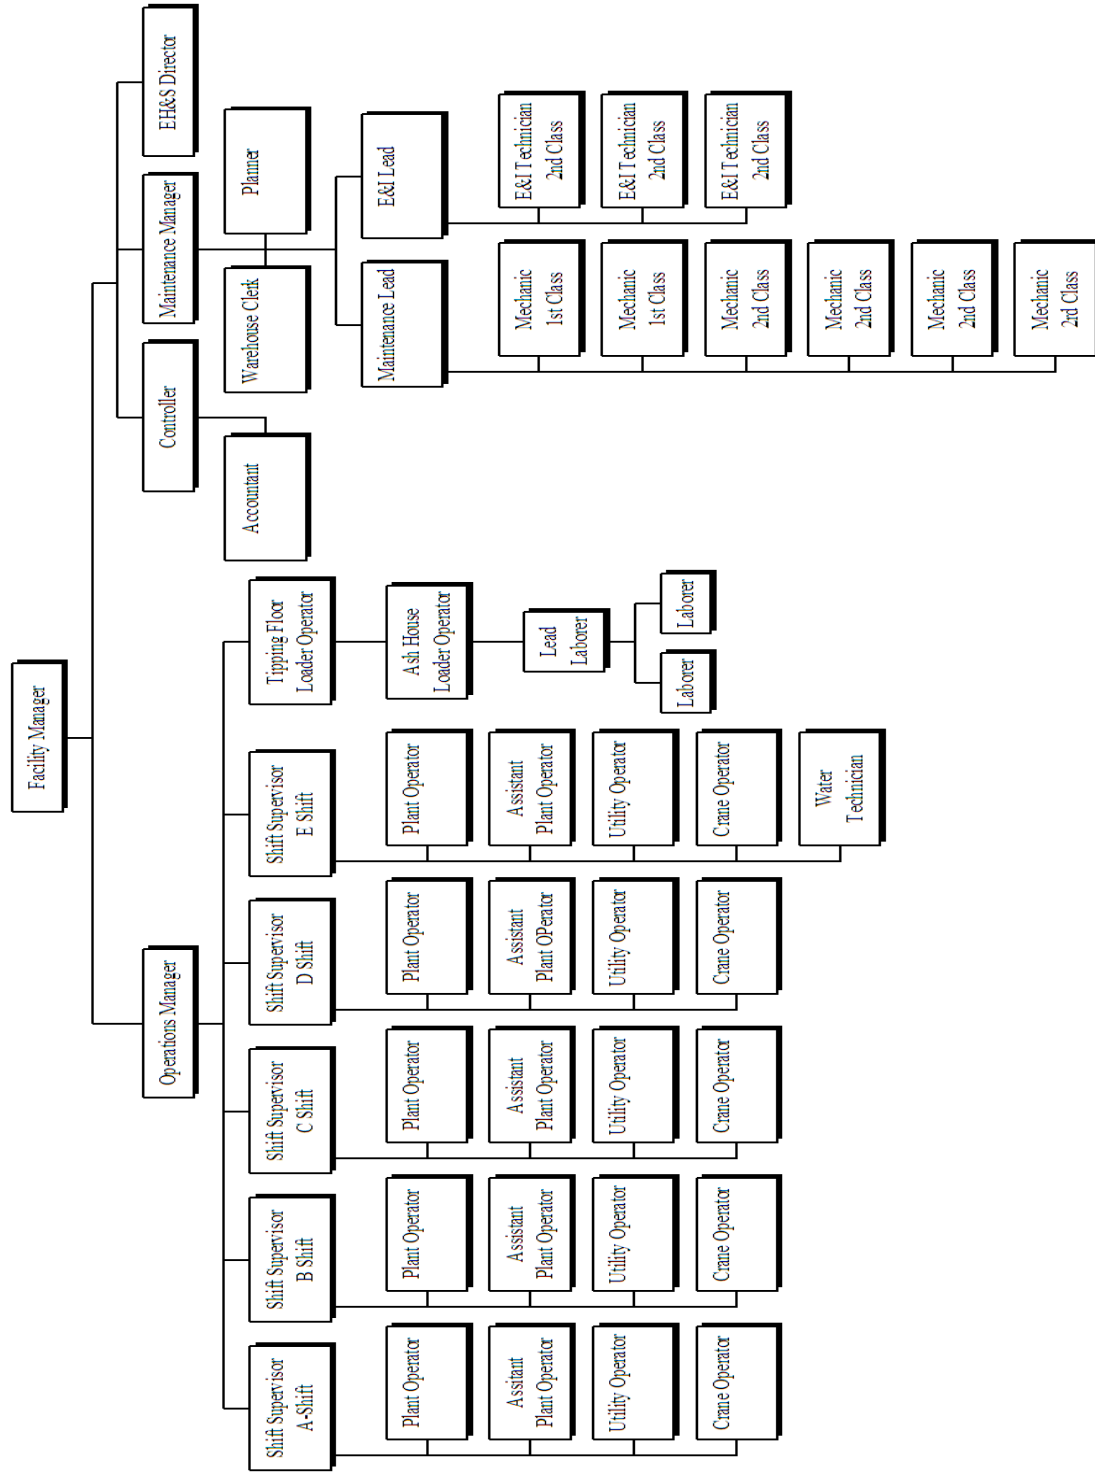 Facility Manager
Operations Manager
Controller
Maintenance Manager
EH&S Director
Shift Supervisor
A-Shift
Shift Supervisor
B Shift
Shift Supervisor
C Shift
Shift Supervisor
D Shift
Shift Supervisor
E Shift
Tipping Floor
Loader Operator
Accountant
Warehouse Clerk
Planner
Plant Operator
Plant Operator
Plant Operator
Plant Operator
Plant Operator
Ash House
Loader Operator
Maintenance Lead
E&I Lead
Assitant
Plant Operator
Assistant
Plant Operator
Assistant
Plant Operator
Assistant
Plant OPerator
Assistant
Plant Operator
Lead
Laborer
Mechanic
1st Class
E&I Technician
2nd Class
Utility Operator
Utility Operator
Utility Operator
Utility Operator
Utility Operator
Laborer
Laborer
Mechanic
1st Class
E&I Technician
2nd Class
Crane Operator
Crane Operator
Crane Operator
Crane Operator
Crane Operator
Mechanic
2nd Class
E&I Technician
2nd Class
Water
Technician
Mechanic
2nd Class
Mechanic
2nd Class
Mechanic
2rd Class